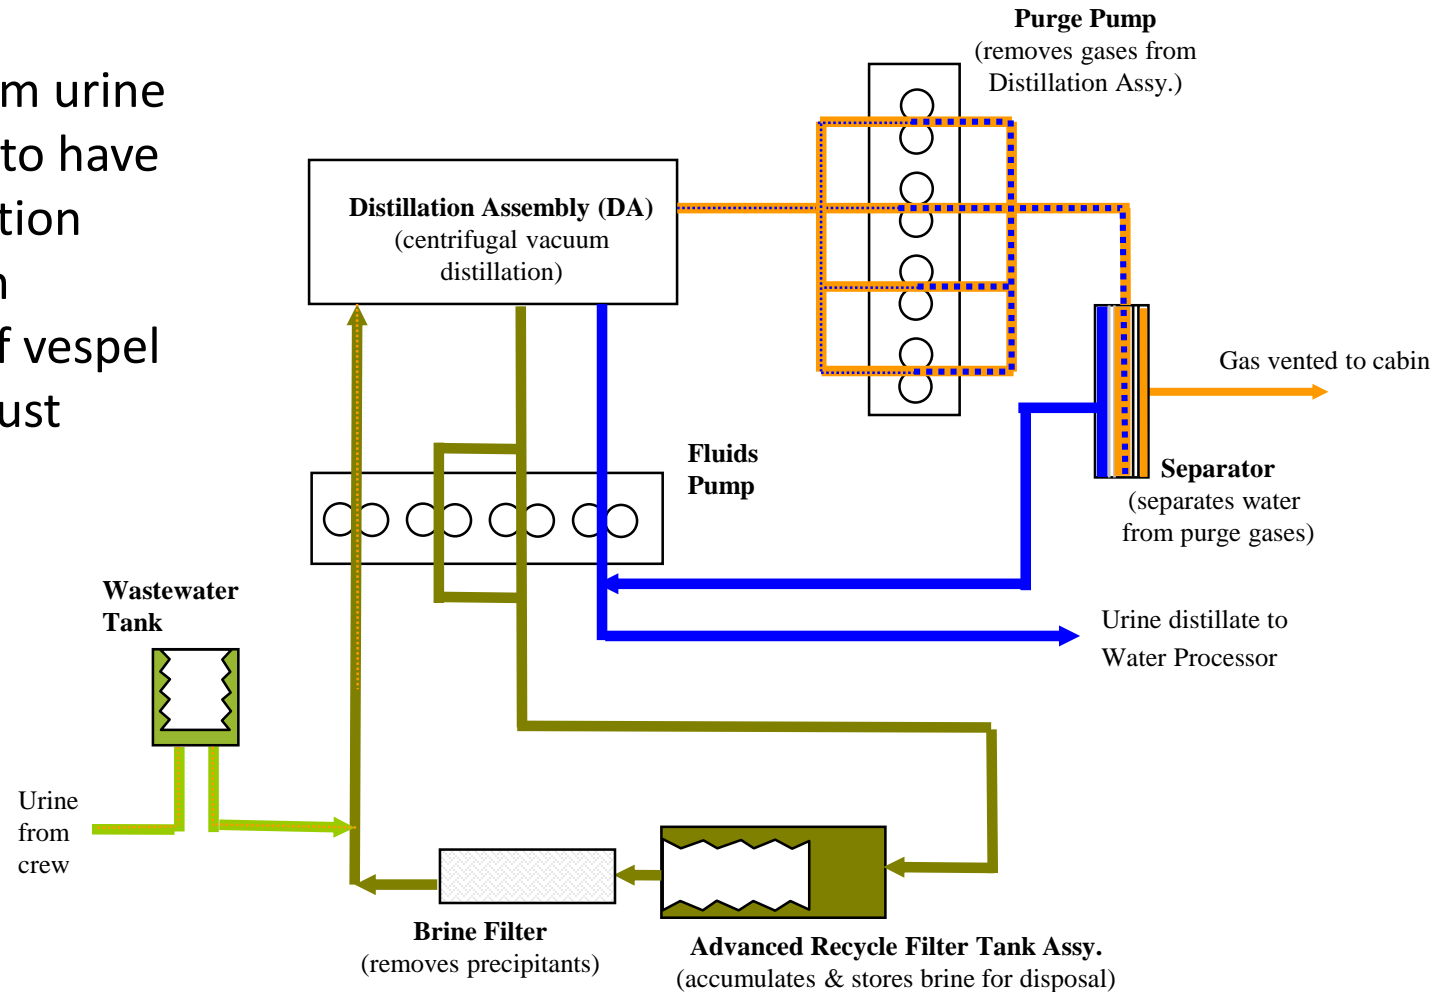 m urine
to have
tion
f vespel
ust
Purge Pump
(removes gases from
Distillation Assy.)
Distillation Assembly (DA)
(centrifugal vacuum
distillation)
Gas vented to cabin
Fluids
Pump
Separator
(separates water
from purge gases)
Wastewater
Tank
Urine distillate to
Water Processor
Urine
from
crew
Brine Filter
(removes precipitants)
Advanced Recycle Filter Tank Assy.
(accumulates & stores brine for disposal)